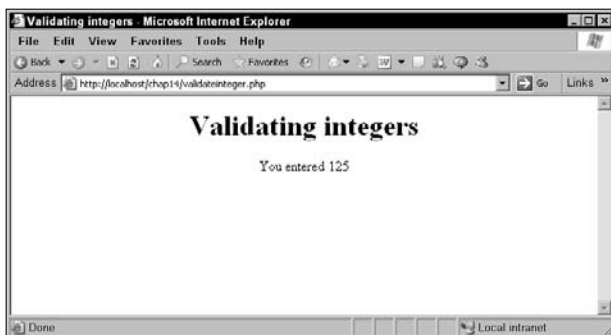 Validating integers - Microsoft Internet Explorer
File Edit View Favorites Tools Help
Back Search Favorites
Address http://localhost/chap14/validateinteger.php Go Links »
Validating integers
You entered 125
Done Local intranet